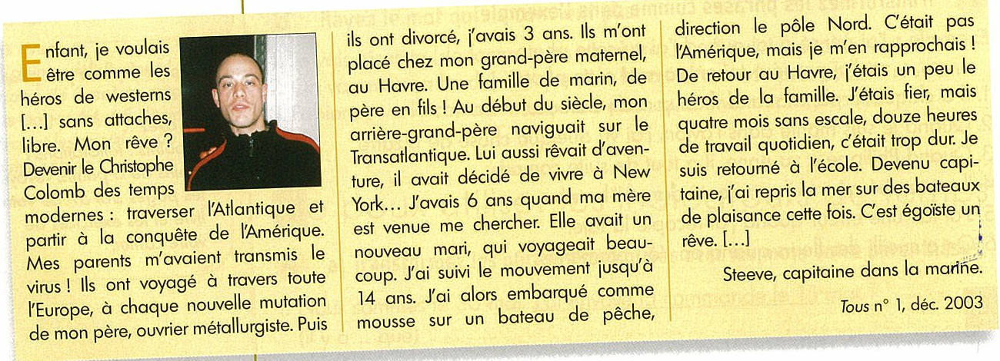 Enfant, je voulais
être comme les
héros de westerns
[...] sans attaches,
libre. Mon rêve ?
Devenir le Christophe
Colomb des temps
modernes : traverser l'Atlantique et
partir à la conquête de l'Amérique.
Mes parents m'avaient transmis le
virus ! Ils ont voyagé à travers toute
l'Europe, à chaque nouvelle mutation
de mon père, ouvrier métallurgiste. Puis
ils ont divorcé, j'avais 3 ans. Ils m'ont
placé chez mon grand-père maternel,
au Havre. Une famille de marin, de
père en fils ! Au début du siècle, mon
arrière-grand-père naviguait sur le
Transatlantique. Lui aussi rêvait d'aven-
ture, il avait décidé de vivre à New
York... J'avais 6 ans quand ma mère
est venue me chercher. Elle avait un
nouveau mari, qui voyageait beau-
coup. J'ai suivi le mouvement jusqu'à
14 ans. J'ai alors embarqué comme
mousse sur un bateau de pêche,
direction le pôle Nord. C'était pas
l'Amérique, mais je m'en rapprochais !
De retour au Havre, j'étais un peu le
héros de la famille. J'étais fier, mais
quatre mois sans escale, douze heures
de travail quotidien, c'était trop dur. Je
suis retourné à l'école. Devenu capi-
taine, j'ai repris la mer sur des bateaux
de plaisance cette fois. C'est égoïste un
rêve. [...]
Steeve, capitaine dans la marine.
Tous n° 1, déc. 2003